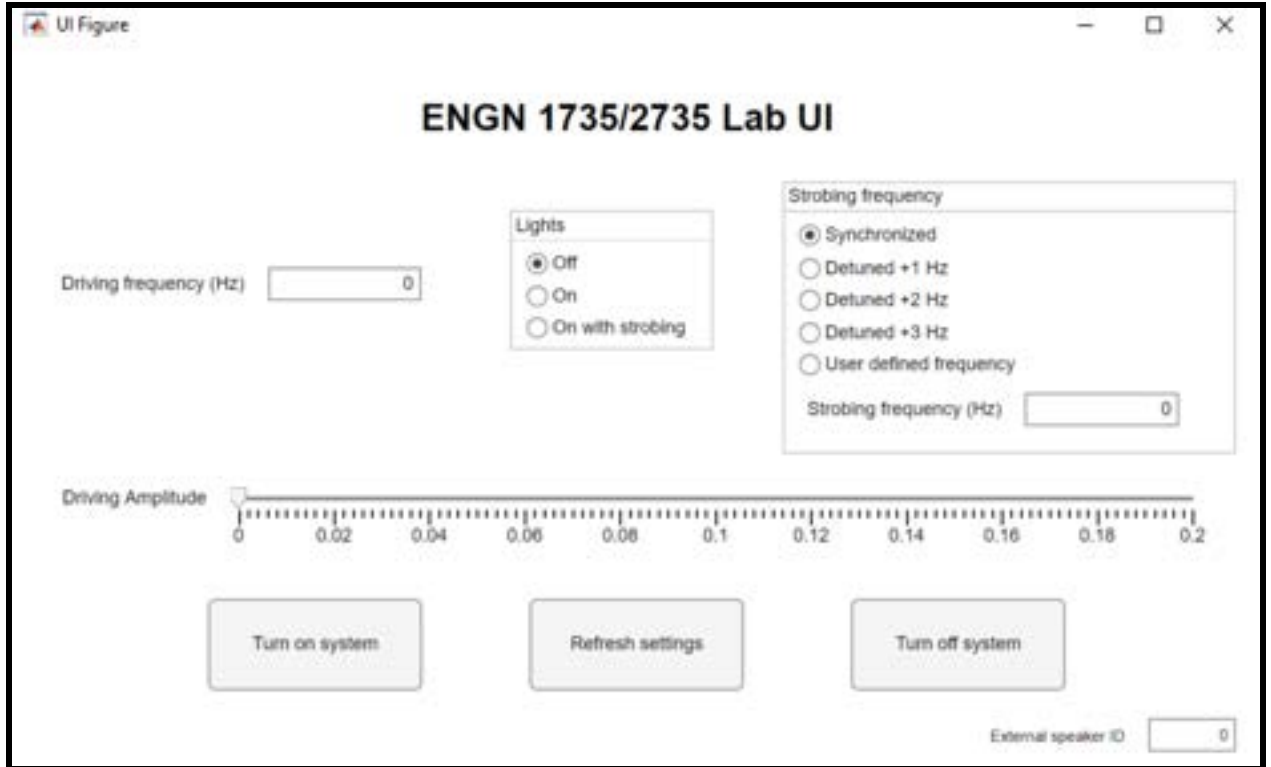 UI Figure
ENGN 1735/2735 Lab UI
Driving frequency (Hz) 0
Lights
Off
On
On with strobing
Strobing frequency
Synchronized
Detuned +1 Hz
Detuned +2 Hz
Detuned +3 Hz
User defined frequency
Strobing frequency (Hz) 0
Driving Amplitude
0 0.02 0.04 0.06 0.08 0.1 0.12 0.14 0.16 0.18 0.2
Turn on system Refresh settings Turn off system
External speaker ID 0